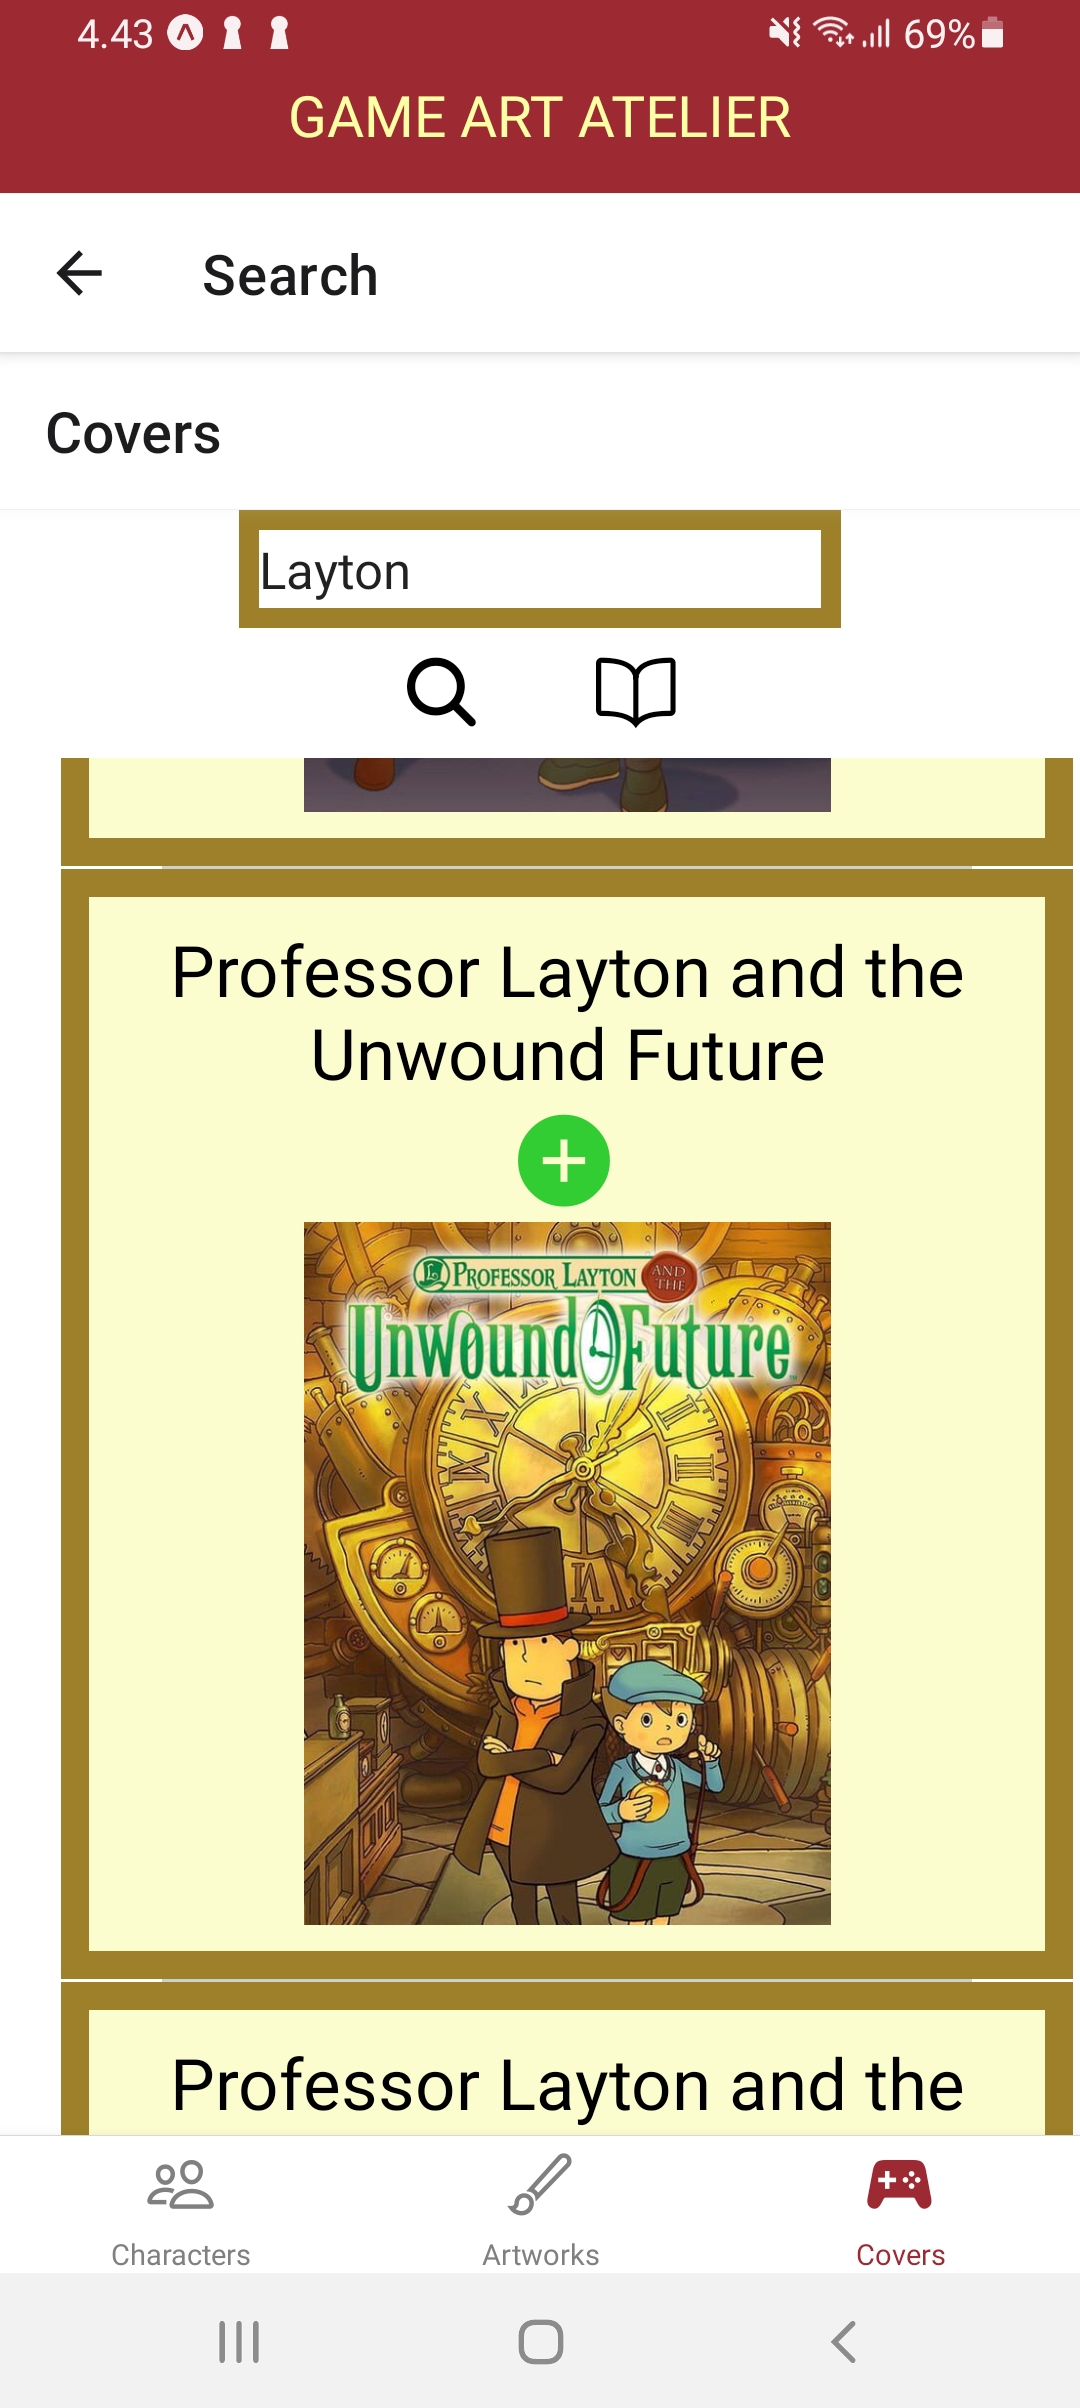 4.43
69%
GAME ART ATELIER
Search
Covers
Layton
Professor Layton and the
Unwound Future
PROFESSOR LAYTON AND THE
Unwound Future
Professor Layton and the
Characters
Artworks
Covers